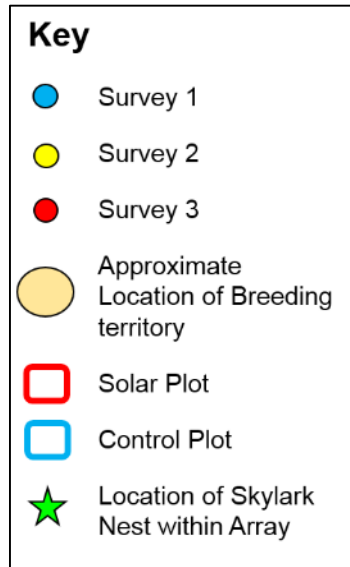 Key
Survey 1
Survey 2
Survey 3
Approximate
Location of Breeding
territory
Solar Plot
Control Plot
Location of Skylark
Nest within Array